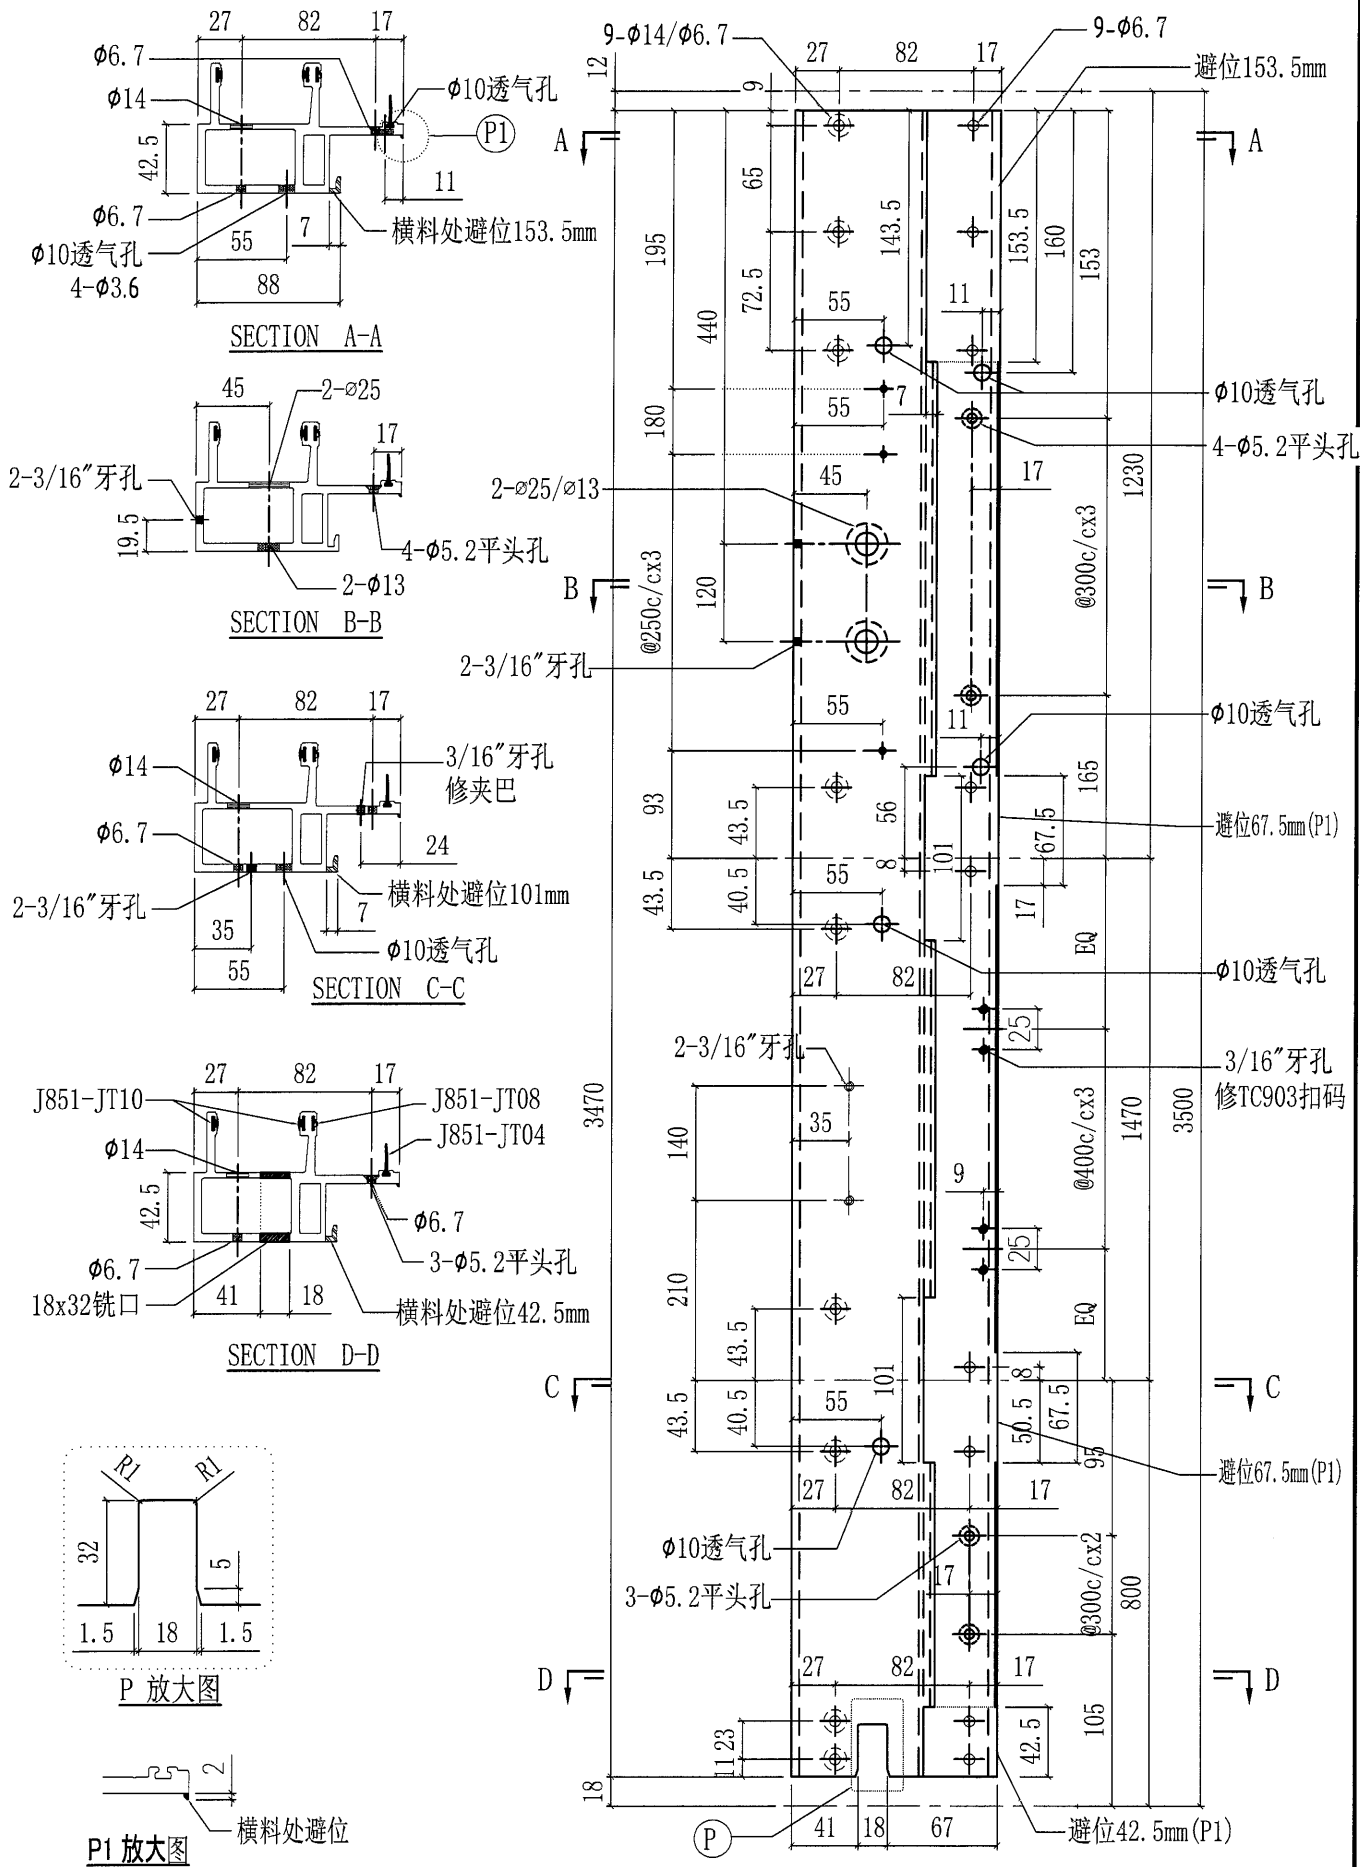 27
82
17
ϕ6.7
ϕ14
ϕ10透气孔
P1
42.5
11
ϕ6.7
7
横料处避位153.5mm
ϕ10透气孔
55
4-ϕ3.6
88
SECTION A-A
45
2-⌀25
17
2-3/16"牙孔
19.5
4-ϕ5.2平头孔
2-ϕ13
SECTION B-B
27
82
17
ϕ14
3/16"牙孔
修夹巴
ϕ6.7
24
横料处避位101mm
2-3/16"牙孔
7
35
ϕ10透气孔
55
SECTION C-C
27
82
17
J851-JT10
J851-JT08
J851-JT04
ϕ14
42.5
ϕ6.7
ϕ6.7
3-ϕ5.2平头孔
18x32铣口
41
18
横料处避位42.5mm
SECTION D-D
R1
R1
32
5
1.5
18
1.5
P 放大图
2
横料处避位
P1 放大图
9-ϕ14/ϕ6.7
9-ϕ6.7
27
82
17
避位153.5mm
12
9
A
A
65
195
143.5
153.5
160
153
72.5
55
11
440
ϕ10透气孔
180
55
7
4-ϕ5.2平头孔
17
1230
45
2-⌀25/⌀13
@250c/cx3
120
@300c/cx3
B
B
2-3/16"牙孔
55
11
ϕ10透气孔
93
43.5
56
165
67.5
避位67.5mm(P1)
101
8
55
43.5
40.5
17
EQ
27
82
ϕ10透气孔
25
2-3/16"牙孔
3/16"牙孔
修TC903扣码
3470
140
35
@400c/cx3
1470
3500
9
25
210
EQ
43.5
101
8
C
C
43.5
40.5
55
50.5
67.5
95
避位67.5mm(P1)
27
82
17
ϕ10透气孔
3-ϕ5.2平头孔
17
@300c/cx2
800
D
D
27
82
17
23
11
42.5
105
18
P
41
18
67
避位42.5mm(P1)